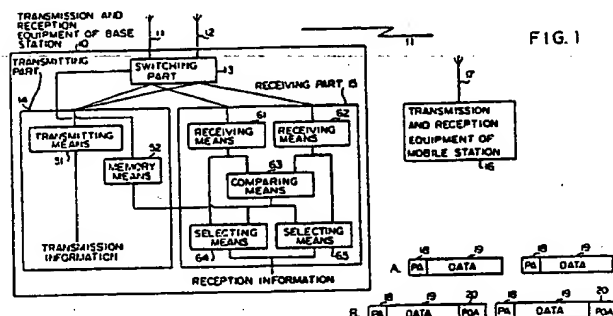 TRANSMISSION AND
RECEPTION
EQUIPMENT OF BASE
STATION
10
11
12
TRANSMITTING
PART
14
SWITCHING
PART
13
RECEIVING PART 15
TRANSMITTING
MEANS
51
52
MEMORY
MEANS
61
62
RECEIVING
MEANS
RECEIVING
MEANS
63
COMPARING
MEANS
SELECTING
MEANS
SELECTING
MEANS
64
65
TRANSMISSION
INFORMATION
RECEPTION INFORMATION
11
FIG. 1
17
TRANSMISSION
AND RECEPTION
EQUIPMENT OF
MOBILE STATION
16
18 19 18 19
A. PA DATA PA DATA
18 19 20 18 19 20
B. PA DATA POA PA DATA POA